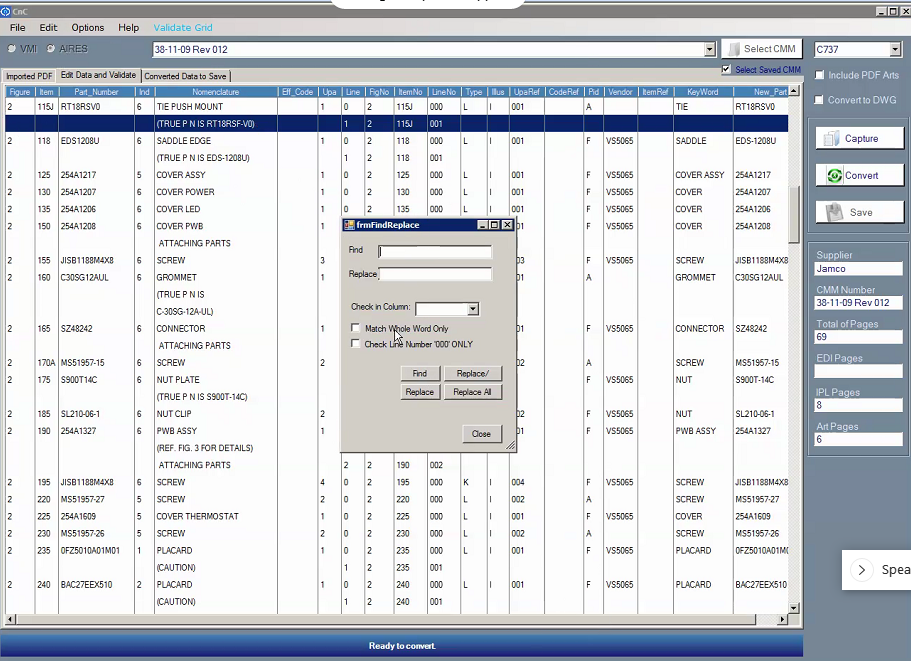 CnC
File Edit Options Help Validate Grid
VMI AIRES 38-11-09 Rev 012 Select CMM C737
Select Saved CMM
Imported PDF Edit Data and Validate Converted Data to Save
Include PDF Arts
Convert to DWG
Capture
Convert
Save
Supplier
Jamco
CMM Number
38-11-09 Rev 012
Total of Pages
69
EDI Pages
IPL Pages
8
Art Pages
6
Figure Item Part_Number Ind Nomenclature Eff_Code Upa Line FigNo ItemNo LineNo Type Illus UpaRef CodeRef Pid Vendor ItemRef KeyWord New_Part
2 115J RT18RSV0 6 TIE PUSH MOUNT 1 0 2 115J 000 L I 001 A TIE RT18RSV0
(TRUE P N IS RT18RSF-V0) 1 2 115J 001
2 118 EDS1208U 6 SADDLE EDGE 1 0 2 118 000 L I 001 F VS5065 SADDLE EDS-1208U
(TRUE P N IS EDS-1208U) 1 2 118 001
2 125 254A1217 5 COVER ASSY 1 0 2 125 000 L I 001 F VS5065 COVER ASSY 254A1217
2 130 254A1207 6 COVER POWER 1 0 2 130 000 L I 001 F VS5065 COVER 254A1207
2 135 254A1206 6 COVER LED 1 0 2 135 000 L I 001 F VS5065 COVER 254A1206
2 150 254A1208 6 COVER PWB 1 F VS5065 COVER 254A1208
ATTACHING PARTS
2 155 JISB1188M4X8 6 SCREW 3 F VS5065 SCREW JISB1188M4X8
2 160 C30SG12AUL 6 GROMMET 1 A GROMMET C30SG12AUL
(TRUE P N IS
C-30SG-12A-UL)
2 165 SZ48242 6 CONNECTOR 1 F VS5065 CONNECTOR SZ48242
ATTACHING PARTS
2 170A MS51957-15 6 SCREW 2 A SCREW MS51957-15
2 175 S900T14C 6 NUT PLATE 1 F VS5065 NUT S900T14C
(TRUE P N IS S900T-14C)
2 185 SL210-06-1 6 NUT CLIP 2 F VS5065 NUT SL210-06-1
2 190 254A1327 6 PWB ASSY 1 F VS5065 PWB ASSY 254A1327
(REF. FIG. 3 FOR DETAILS)
ATTACHING PARTS 2 2 190 002
2 195 JISB1188M4X8 6 SCREW 4 0 2 195 000 K I 004 F VS5065 SCREW JISB1188M4X8
2 220 MS51957-27 5 SCREW 2 0 2 220 000 L I 002 A SCREW MS51957-27
2 225 254A1609 5 COVER THERMOSTAT 1 0 2 225 000 L I 001 F VS5065 COVER 254A1609
2 230 MS51957-26 5 SCREW 2 0 2 230 000 L I 002 A SCREW MS51957-26
2 235 0FZ5010A01M01 1 PLACARD 1 0 2 235 000 L I 001 F VS5065 PLACARD
(CAUTION) 1 2 235 001
2 240 BAC27EEX510 2 PLACARD 1 0 2 240 000 L I 001 F VS5065 PLACARD BAC27EEX510
(CAUTION) 1 2 240 001
frmFindReplace
Find
Replace
Check in Column:
Match Whole Word Only
Check Line Number '000' ONLY
Find Replace/
Replace Replace All
Close
Ready to convert.